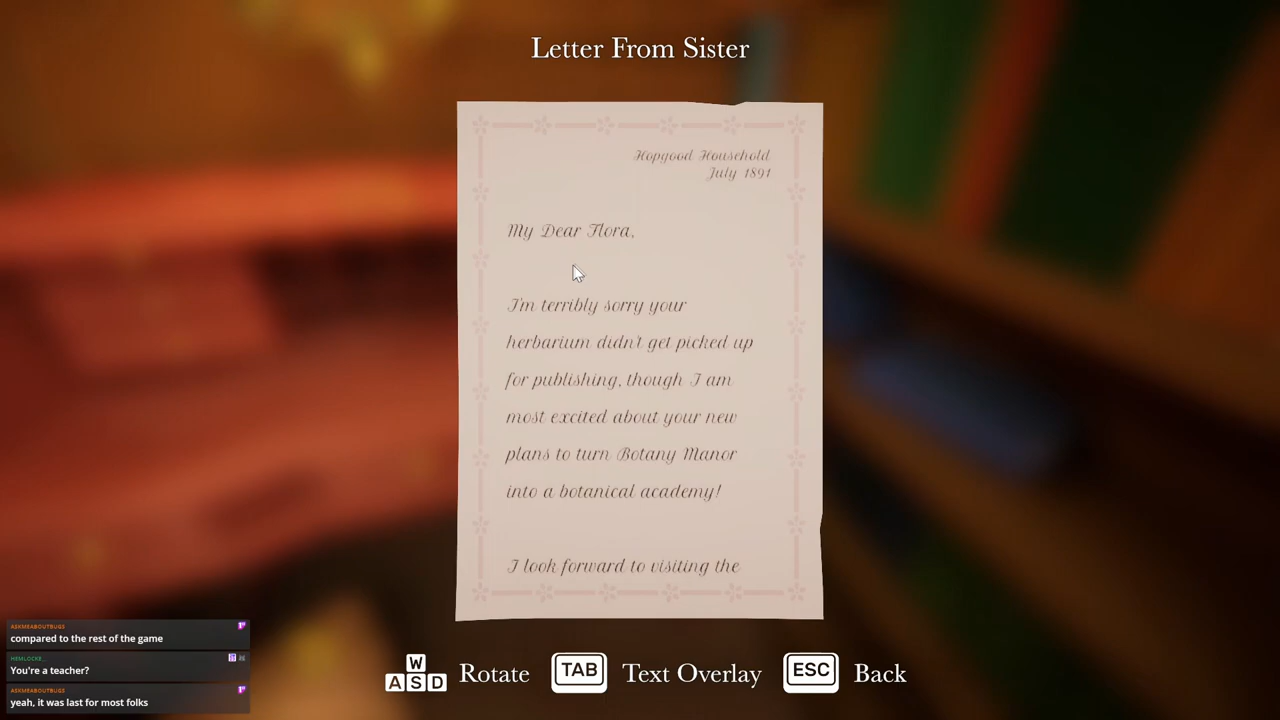 Letter From Sister
Hopgood Household
July 1891
My Dear Flora,
I'm terribly sorry your
herbarium didn't get picked up
for publishing, though I am
most excited about your new
plans to turn Botany Manor
into a botanical academy!
I look forward to visiting the
ASKMEABOUTBUGS
compared to the rest of the game
HEMLOCKE_
You're a teacher?
ASKMEABOUTBUGS
yeah, it was last for most folks
W
A S D Rotate TAB Text Overlay ESC Back